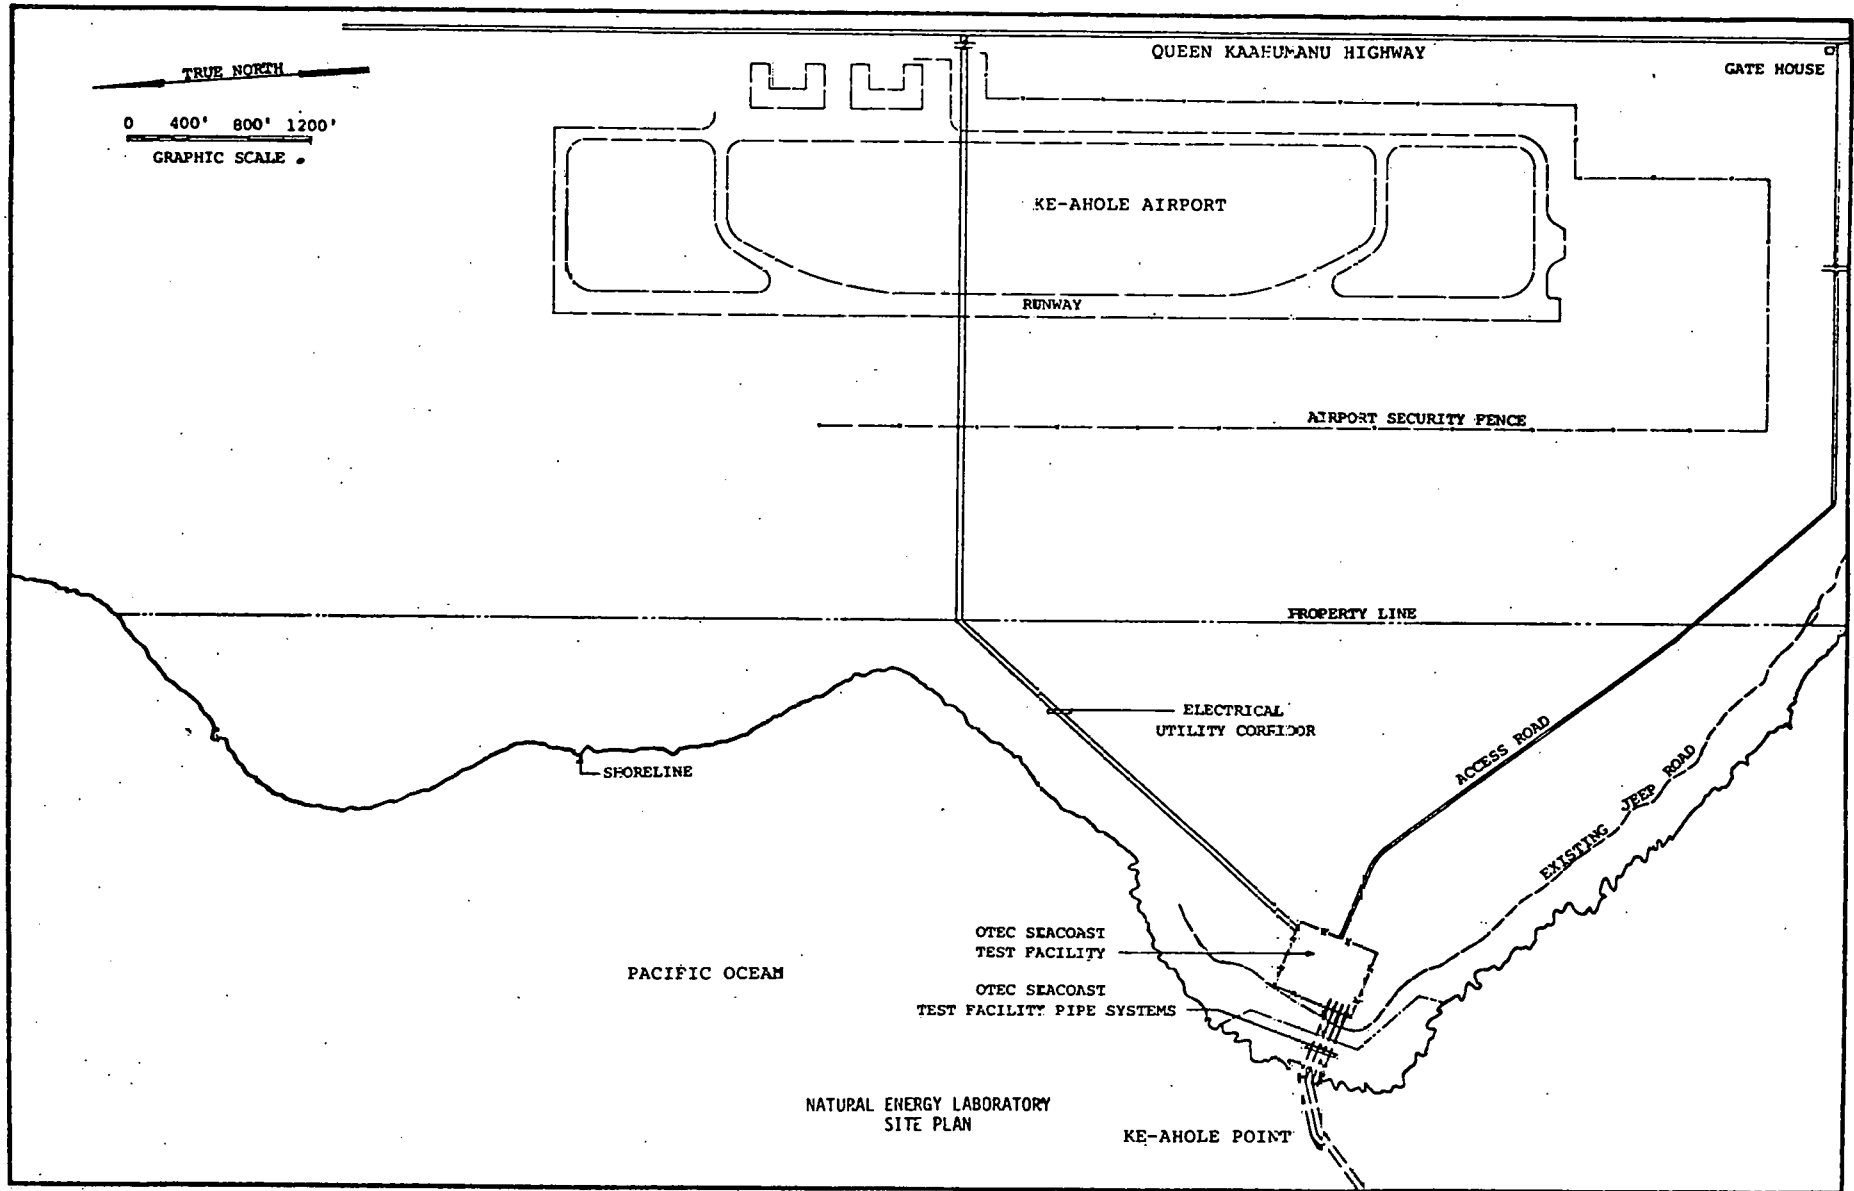 QUEEN KAAHUMANU HIGHWAY
GATE HOUSE
TRUE NORTH
0 400' 800' 1200'
GRAPHIC SCALE
KE-AHOLE AIRPORT
RUNWAY
AIRPORT SECURITY FENCE
PROPERTY LINE
ELECTRICAL
UTILITY CORRIDOR
SHORELINE
ACCESS ROAD
EXISTING JEEP ROAD
OTEC SEACOAST
TEST FACILITY
OTEC SEACOAST
TEST FACILITY PIPE SYSTEMS
PACIFIC OCEAN
NATURAL ENERGY LABORATORY
SITE PLAN
KE-AHOLE POINT